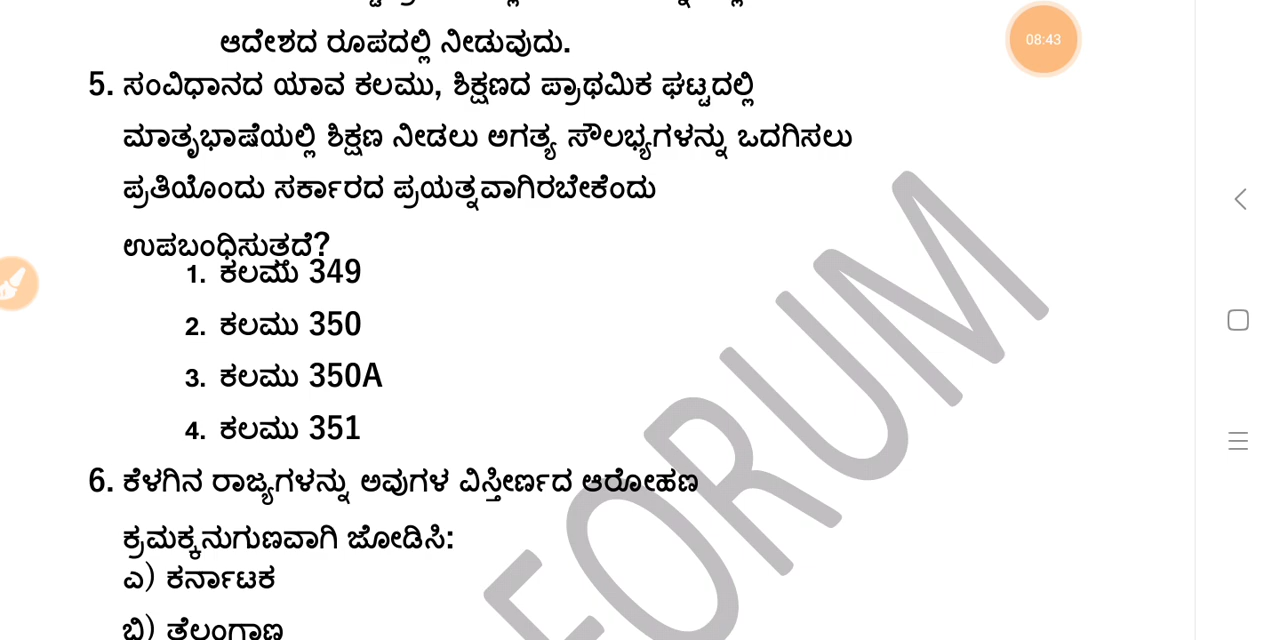 ಆದೇಶದ ರೂಪದಲ್ಲಿ ನೀಡುವುದು.
08:43
5. ಸಂವಿಧಾನದ ಯಾವ ಕಲಮು, ಶಿಕ್ಷಣದ ಪ್ರಾಥಮಿಕ ಘಟ್ಟದಲ್ಲಿ
ಮಾತೃಭಾಷೆಯಲ್ಲಿ ಶಿಕ್ಷಣ ನೀಡಲು ಅಗತ್ಯ ಸೌಲಭ್ಯಗಳನ್ನು ಒದಗಿಸಲು
ಪ್ರತಿಯೊಂದು ಸರ್ಕಾರದ ಪ್ರಯತ್ನವಾಗಿರಬೇಕೆಂದು
ಉಪಬಂಧಿಸುತ್ತದೆ?
1. ಕಲಮು 349
2. ಕಲಮು 350
3. ಕಲಮು 350A
4. ಕಲಮು 351
6. ಕೆಳಗಿನ ರಾಜ್ಯಗಳನ್ನು ಅವುಗಳ ವಿಸ್ತೀರ್ಣದ ಆರೋಹಣ
ಕ್ರಮಕ್ಕನುಗುಣವಾಗಿ ಜೋಡಿಸಿ:
ಎ) ಕರ್ನಾಟಕ
ಬಿ) ತೆಲಂಗಾಣ
FORUM